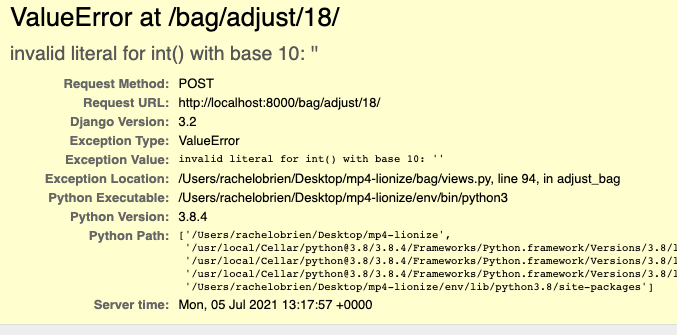 ValueError at /bag/adjust/18/
invalid literal for int() with base 10: ''
Request Method: POST
Request URL: http://localhost:8000/bag/adjust/18/
Django Version: 3.2
Exception Type: ValueError
Exception Value: invalid literal for int() with base 10: ''
Exception Location: /Users/rachelobrien/Desktop/mp4-lionize/bag/views.py, line 94, in adjust_bag
Python Executable: /Users/rachelobrien/Desktop/mp4-lionize/env/bin/python3
Python Version: 3.8.4
Python Path: ['/Users/rachelobrien/Desktop/mp4-lionize',
'/usr/local/Cellar/python@3.8/3.8.4/Frameworks/Python.framework/Versions/3.8/l
'/usr/local/Cellar/python@3.8/3.8.4/Frameworks/Python.framework/Versions/3.8/l
'/usr/local/Cellar/python@3.8/3.8.4/Frameworks/Python.framework/Versions/3.8/l
'/Users/rachelobrien/Desktop/mp4-lionize/env/lib/python3.8/site-packages']
Server time: Mon, 05 Jul 2021 13:17:57 +0000